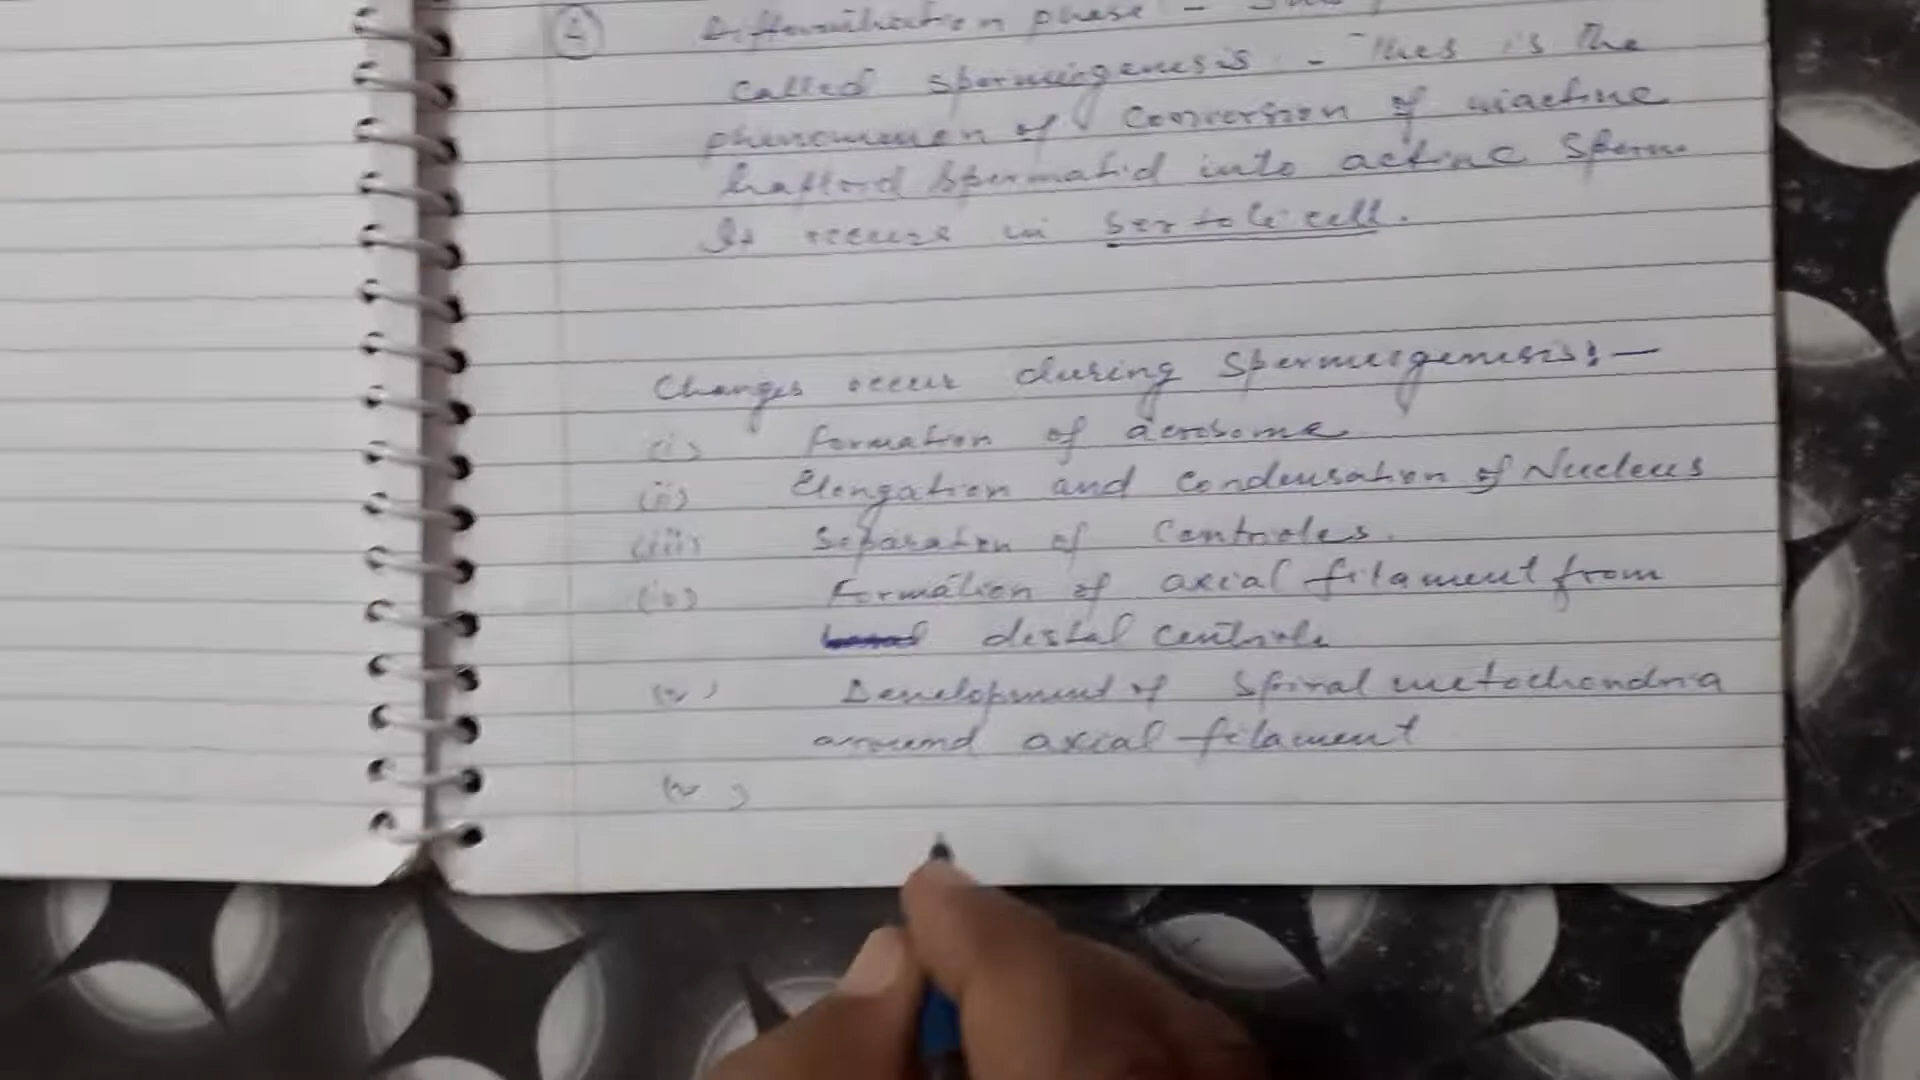 4 Differentiation phase -
called spermiogenesis - This is the
phenomenon of conversion of inactive
haploid spermatid into active sperm
It occurs in sertoli cell.
Changes occur during spermiogenesis: —
(i) Formation of acrosome
(ii) Elongation and condensation of Nucleus
(iii) Separation of Centrioles.
(iv) Formation of axial filament from
distal centriole
(v) Development of spiral mitochondria
around axial filament
(v )